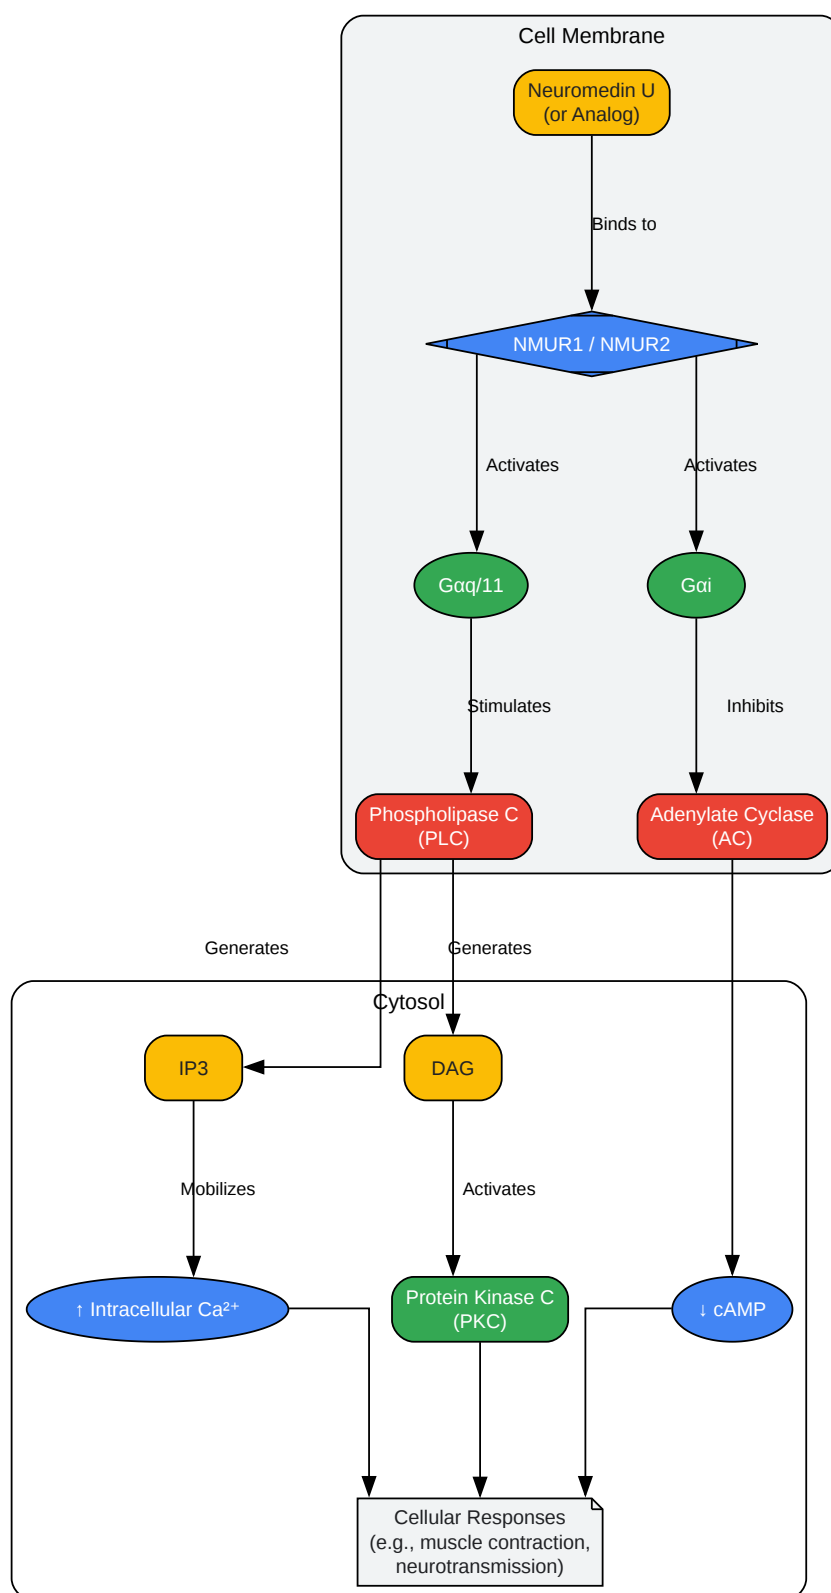 Cell Membrane
Neuromedin U
(or Analog)
Binds to
NMUR1 / NMUR2
Activates
Activates
Gαq/11
Gαi
Stimulates
Inhibits
Phospholipase C
(PLC)
Adenylate Cyclase
(AC)
Generates
Generates
Cytosol
IP3
DAG
Mobilizes
Activates
↑ Intracellular Ca²⁺
Protein Kinase C
(PKC)
↓ cAMP
Cellular Responses
(e.g., muscle contraction,
neurotransmission)